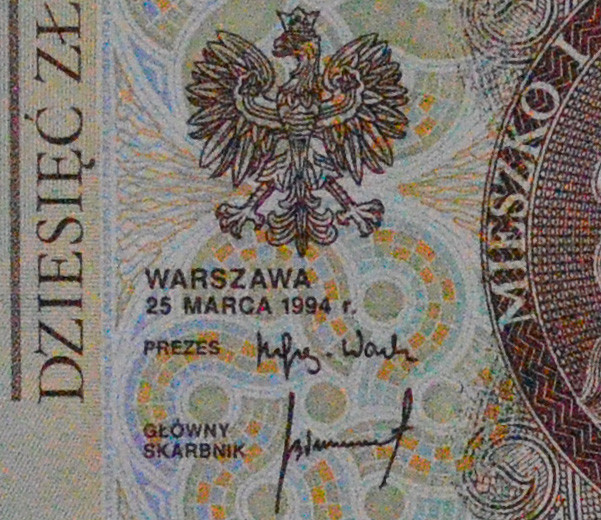 DZIESIĘĆ ZŁ
MIESZKO I
WARSZAWA
25 MARCA 1994 r.
PREZES
GŁÓWNY
SKARBNIK